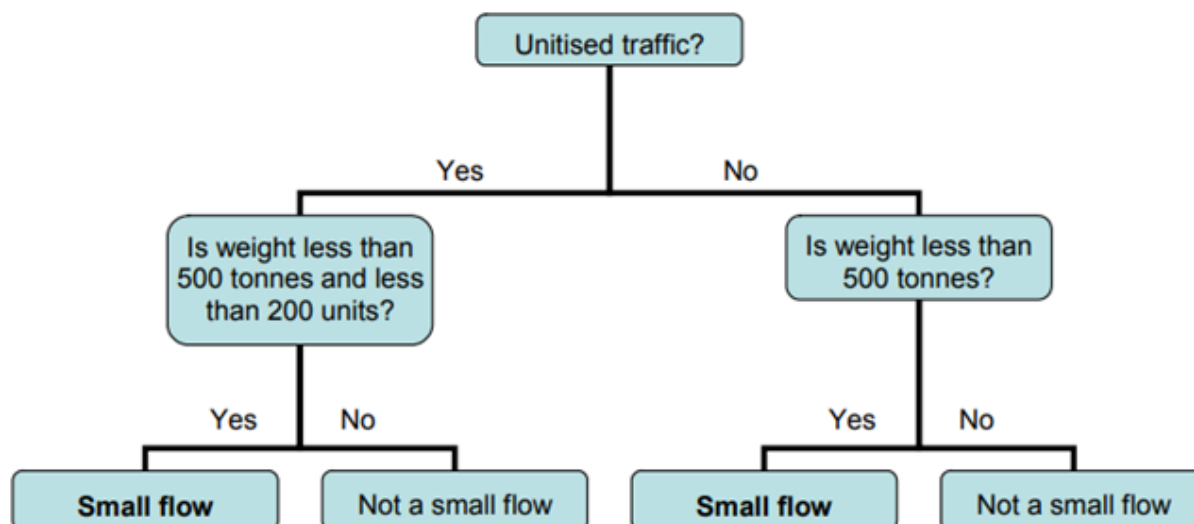 Unitised traffic?
Yes
No
Is weight less than
500 tonnes and less
than 200 units?
Is weight less than
500 tonnes?
Yes
No
Yes
No
Small flow
Not a small flow
Small flow
Not a small flow